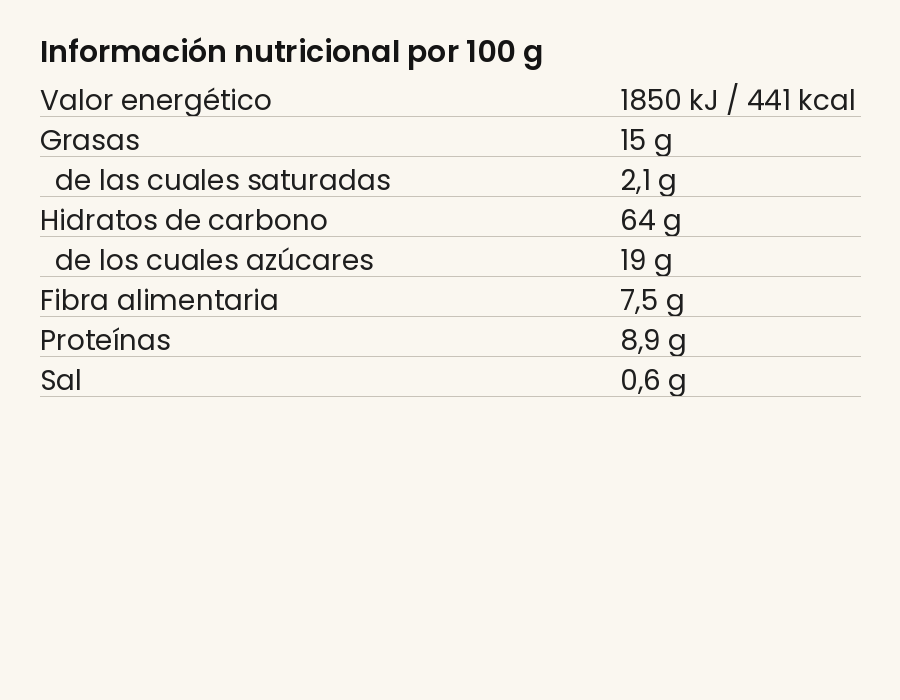 Información nutricional por 100 g
Valor energético 1850 kJ / 441 kcal
Grasas 15 g
de las cuales saturadas 2,1 g
Hidratos de carbono 64 g
de los cuales azúcares 19 g
Fibra alimentaria 7,5 g
Proteínas 8,9 g
Sal 0,6 g